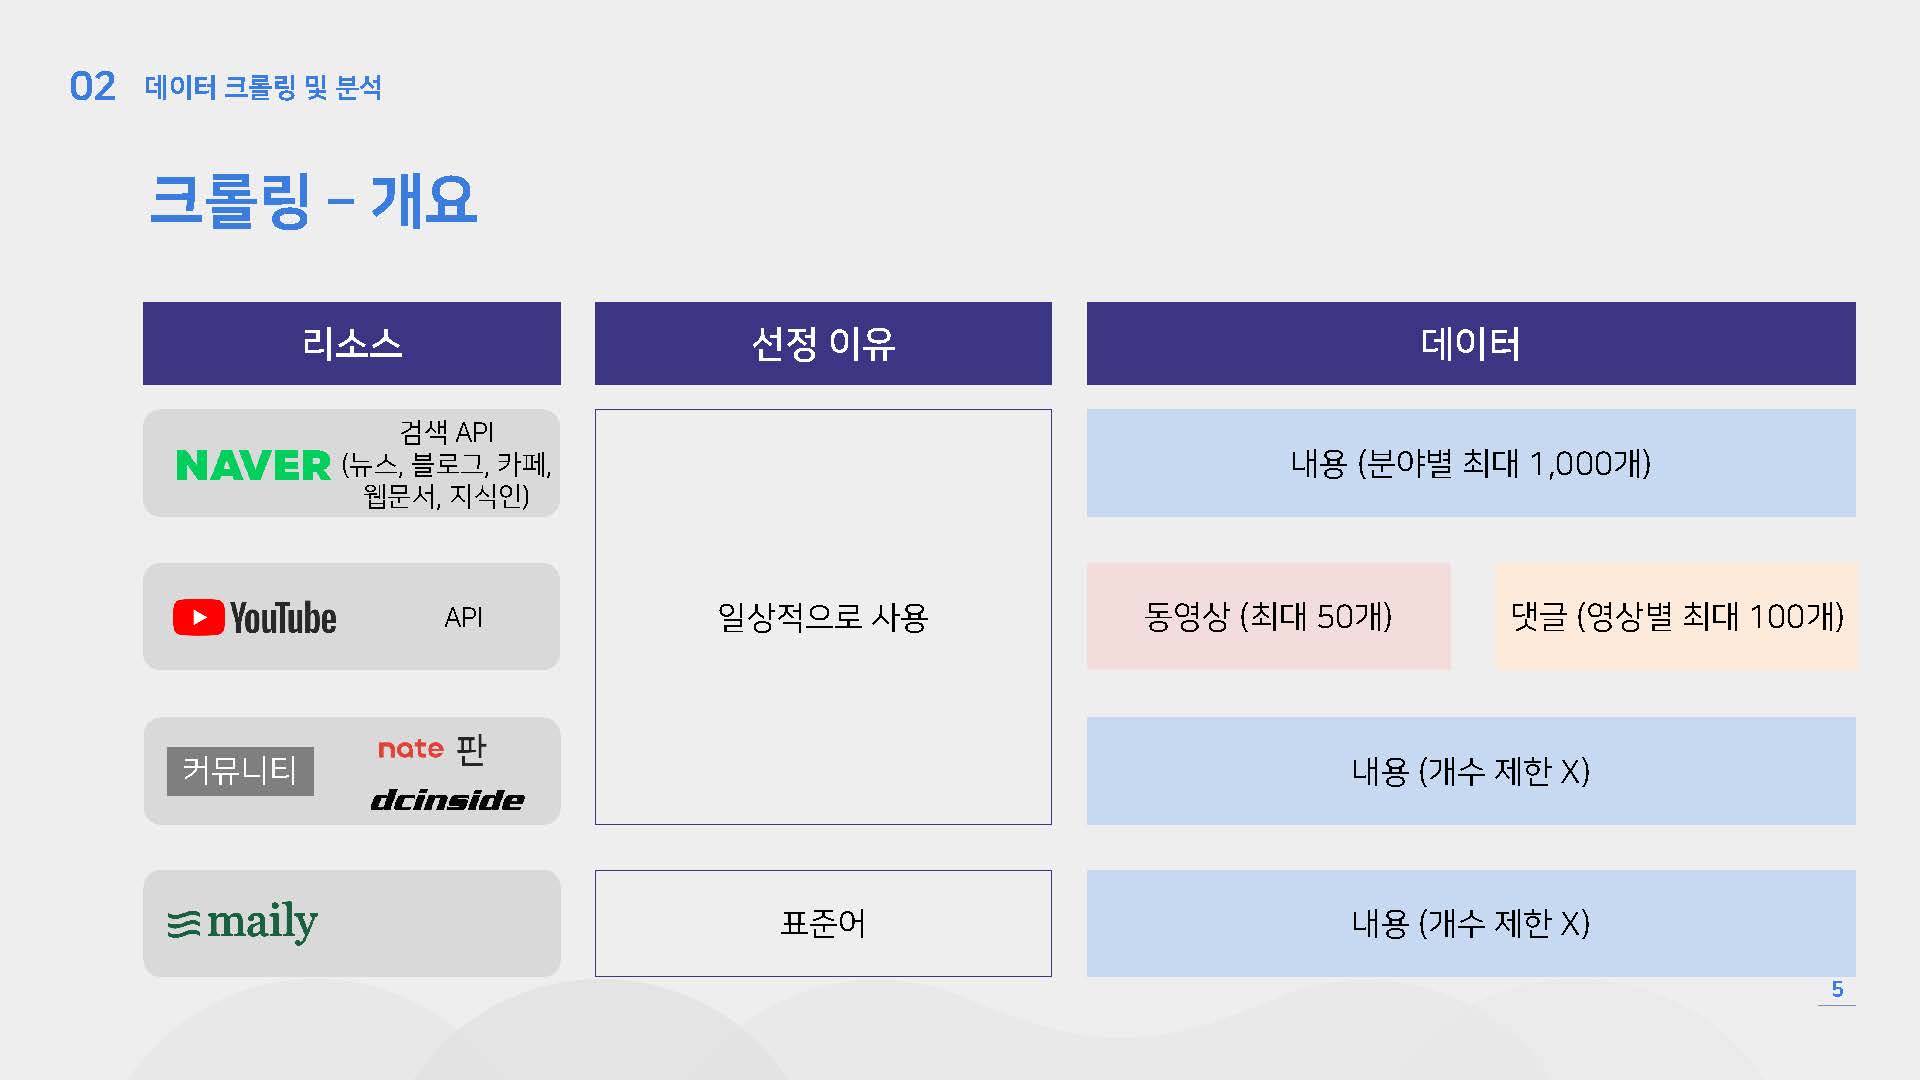 02 데이터 크롤링 및 분석
크롤링 – 개요
리소스
선정 이유
데이터
NAVER
검색 API
(뉴스, 블로그, 카페,
웹문서, 지식인)
내용 (분야별 최대 1,000개)
YouTube
API
일상적으로 사용
동영상 (최대 50개)
댓글 (영상별 최대 100개)
커뮤니티
nate 판
dcinside
내용 (개수 제한 X)
maily
표준어
내용 (개수 제한 X)
5